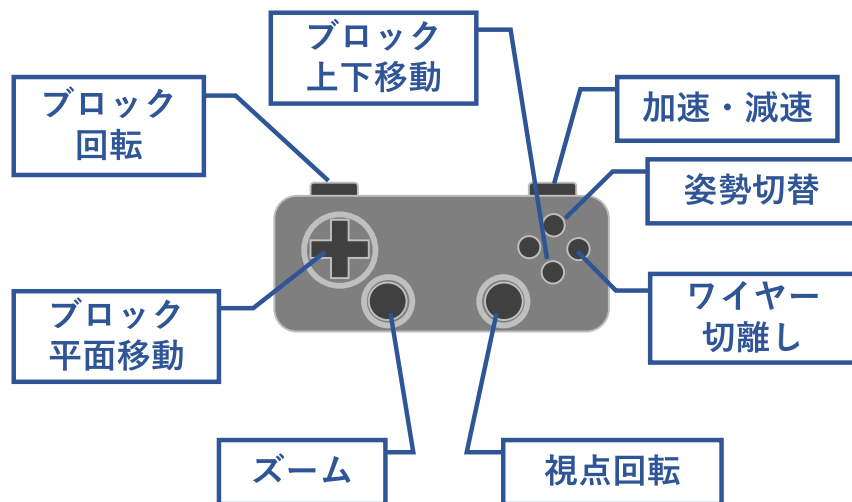 ブロック
上下移動
ブロック
回転
加速・減速
姿勢切替
ワイヤー
切離し
ブロック
平面移動
ズーム
視点回転